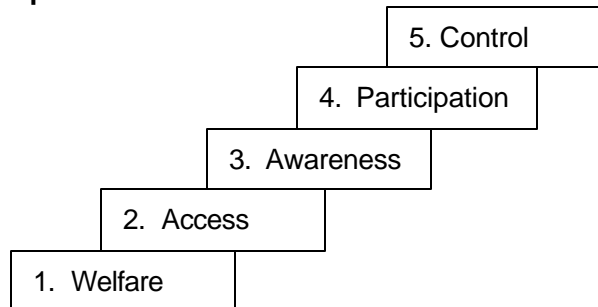 5. Control
4. Participation
3. Awareness
2. Access
1. Welfare